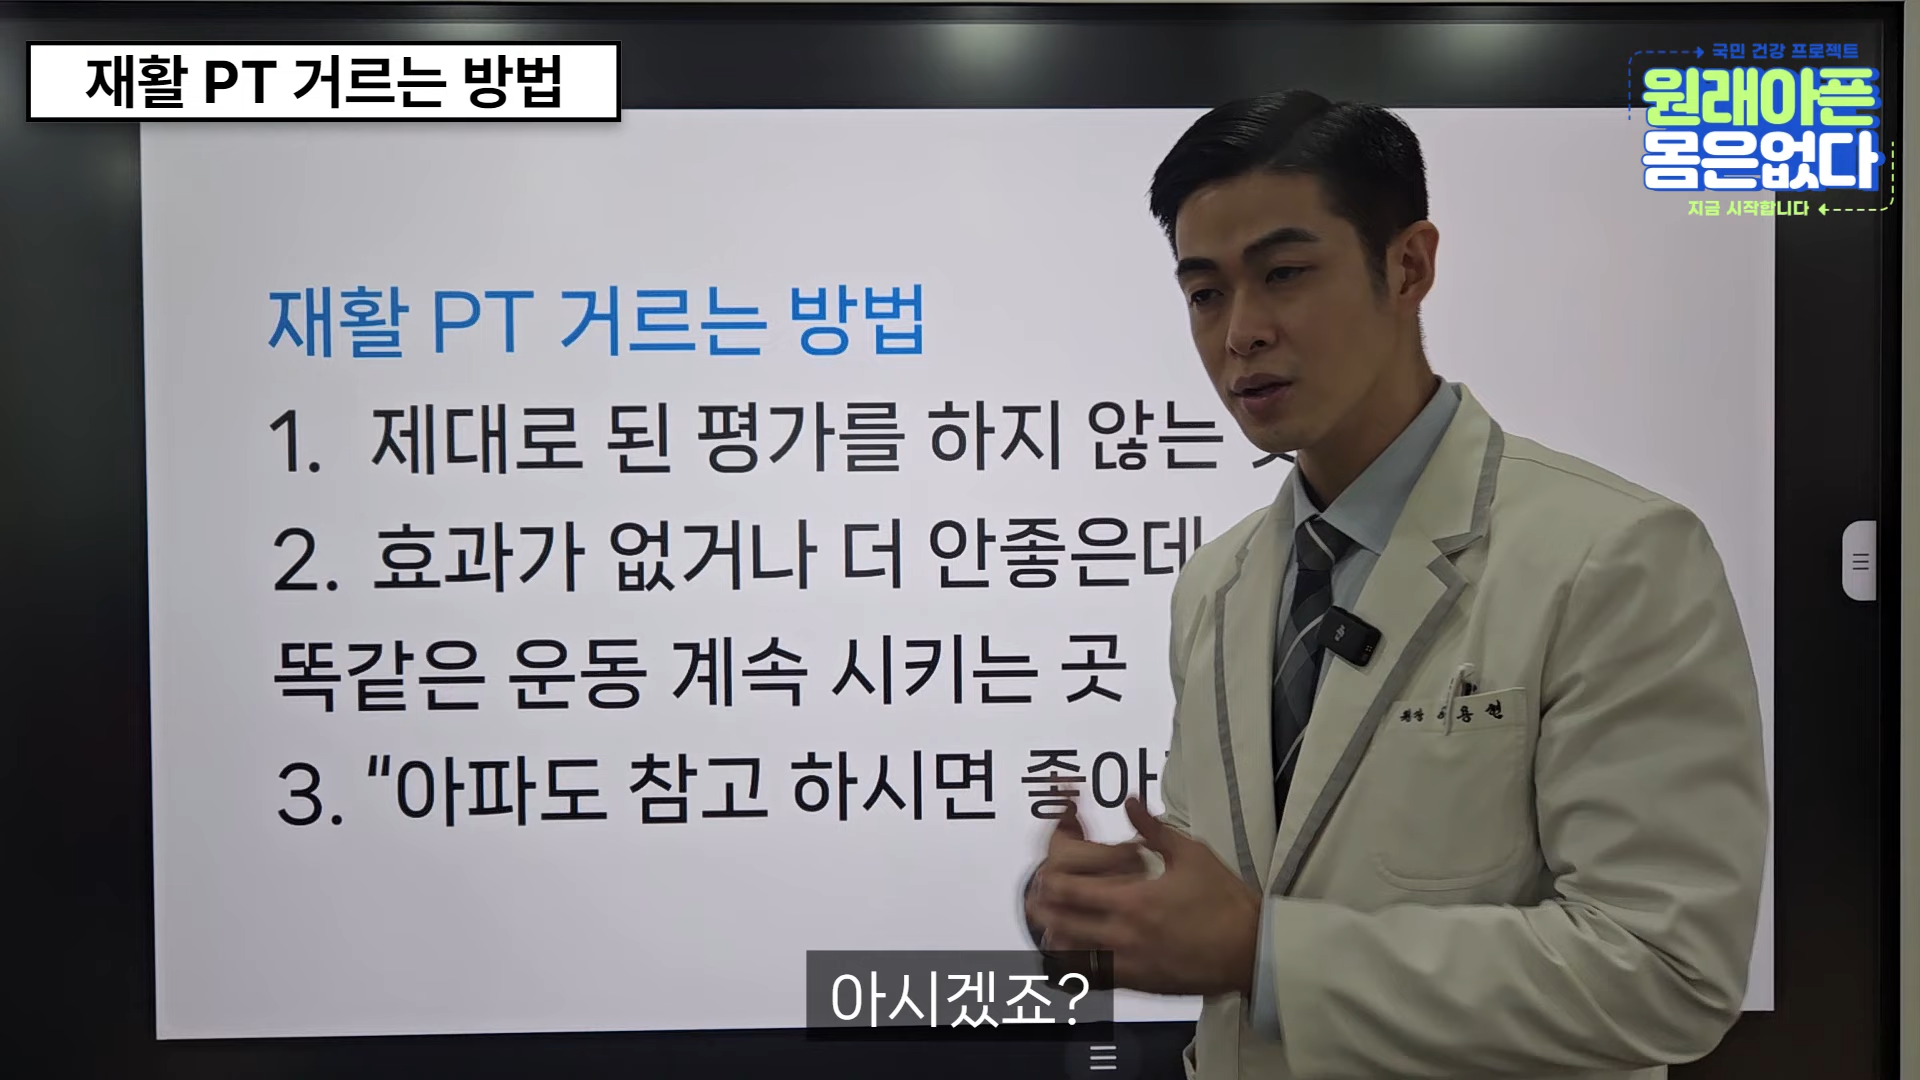 재활 PT 거르는 방법
국민 건강 프로젝트
원래아픈
몸은없다
지금 시작합니다
재활 PT 거르는 방법
1. 제대로 된 평가를 하지 않는
2. 효과가 없거나 더 안좋은데
똑같은 운동 계속 시키는 곳
3. “아파도 참고 하시면 좋아
용현
아시겠죠?